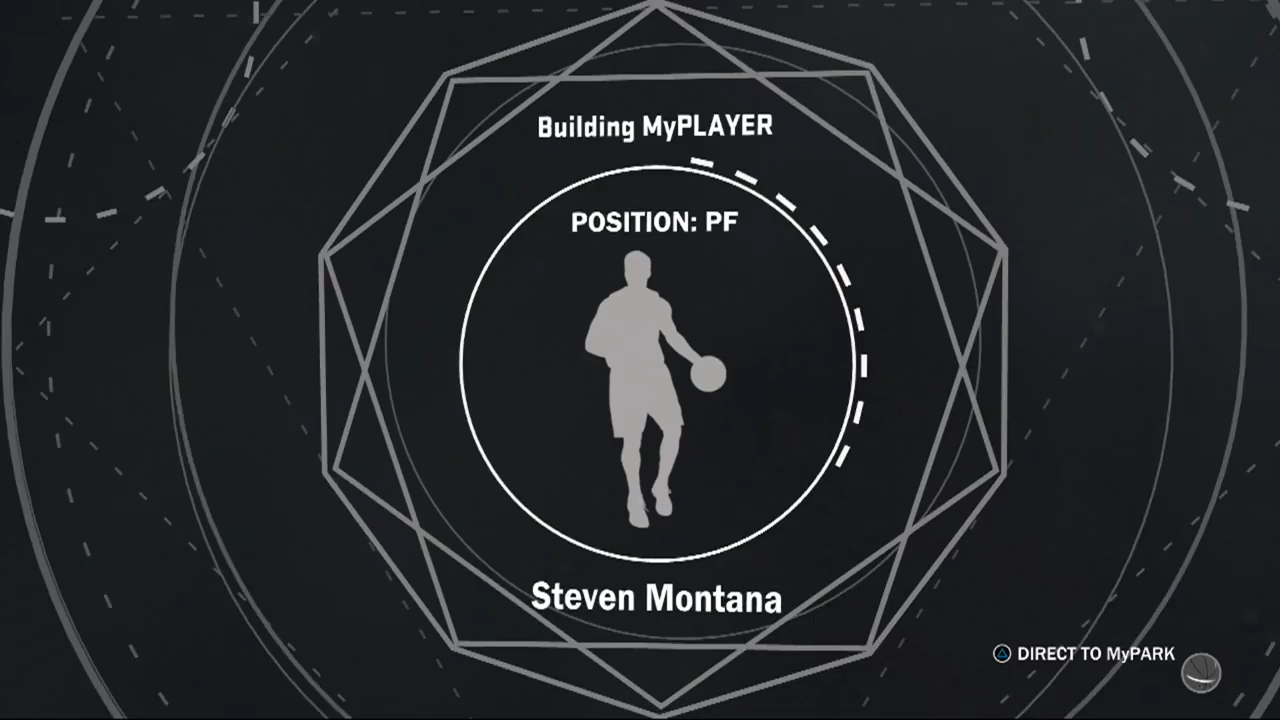 Building MyPLAYER
POSITION: PF
Steven Montana
DIRECT TO MyPARK